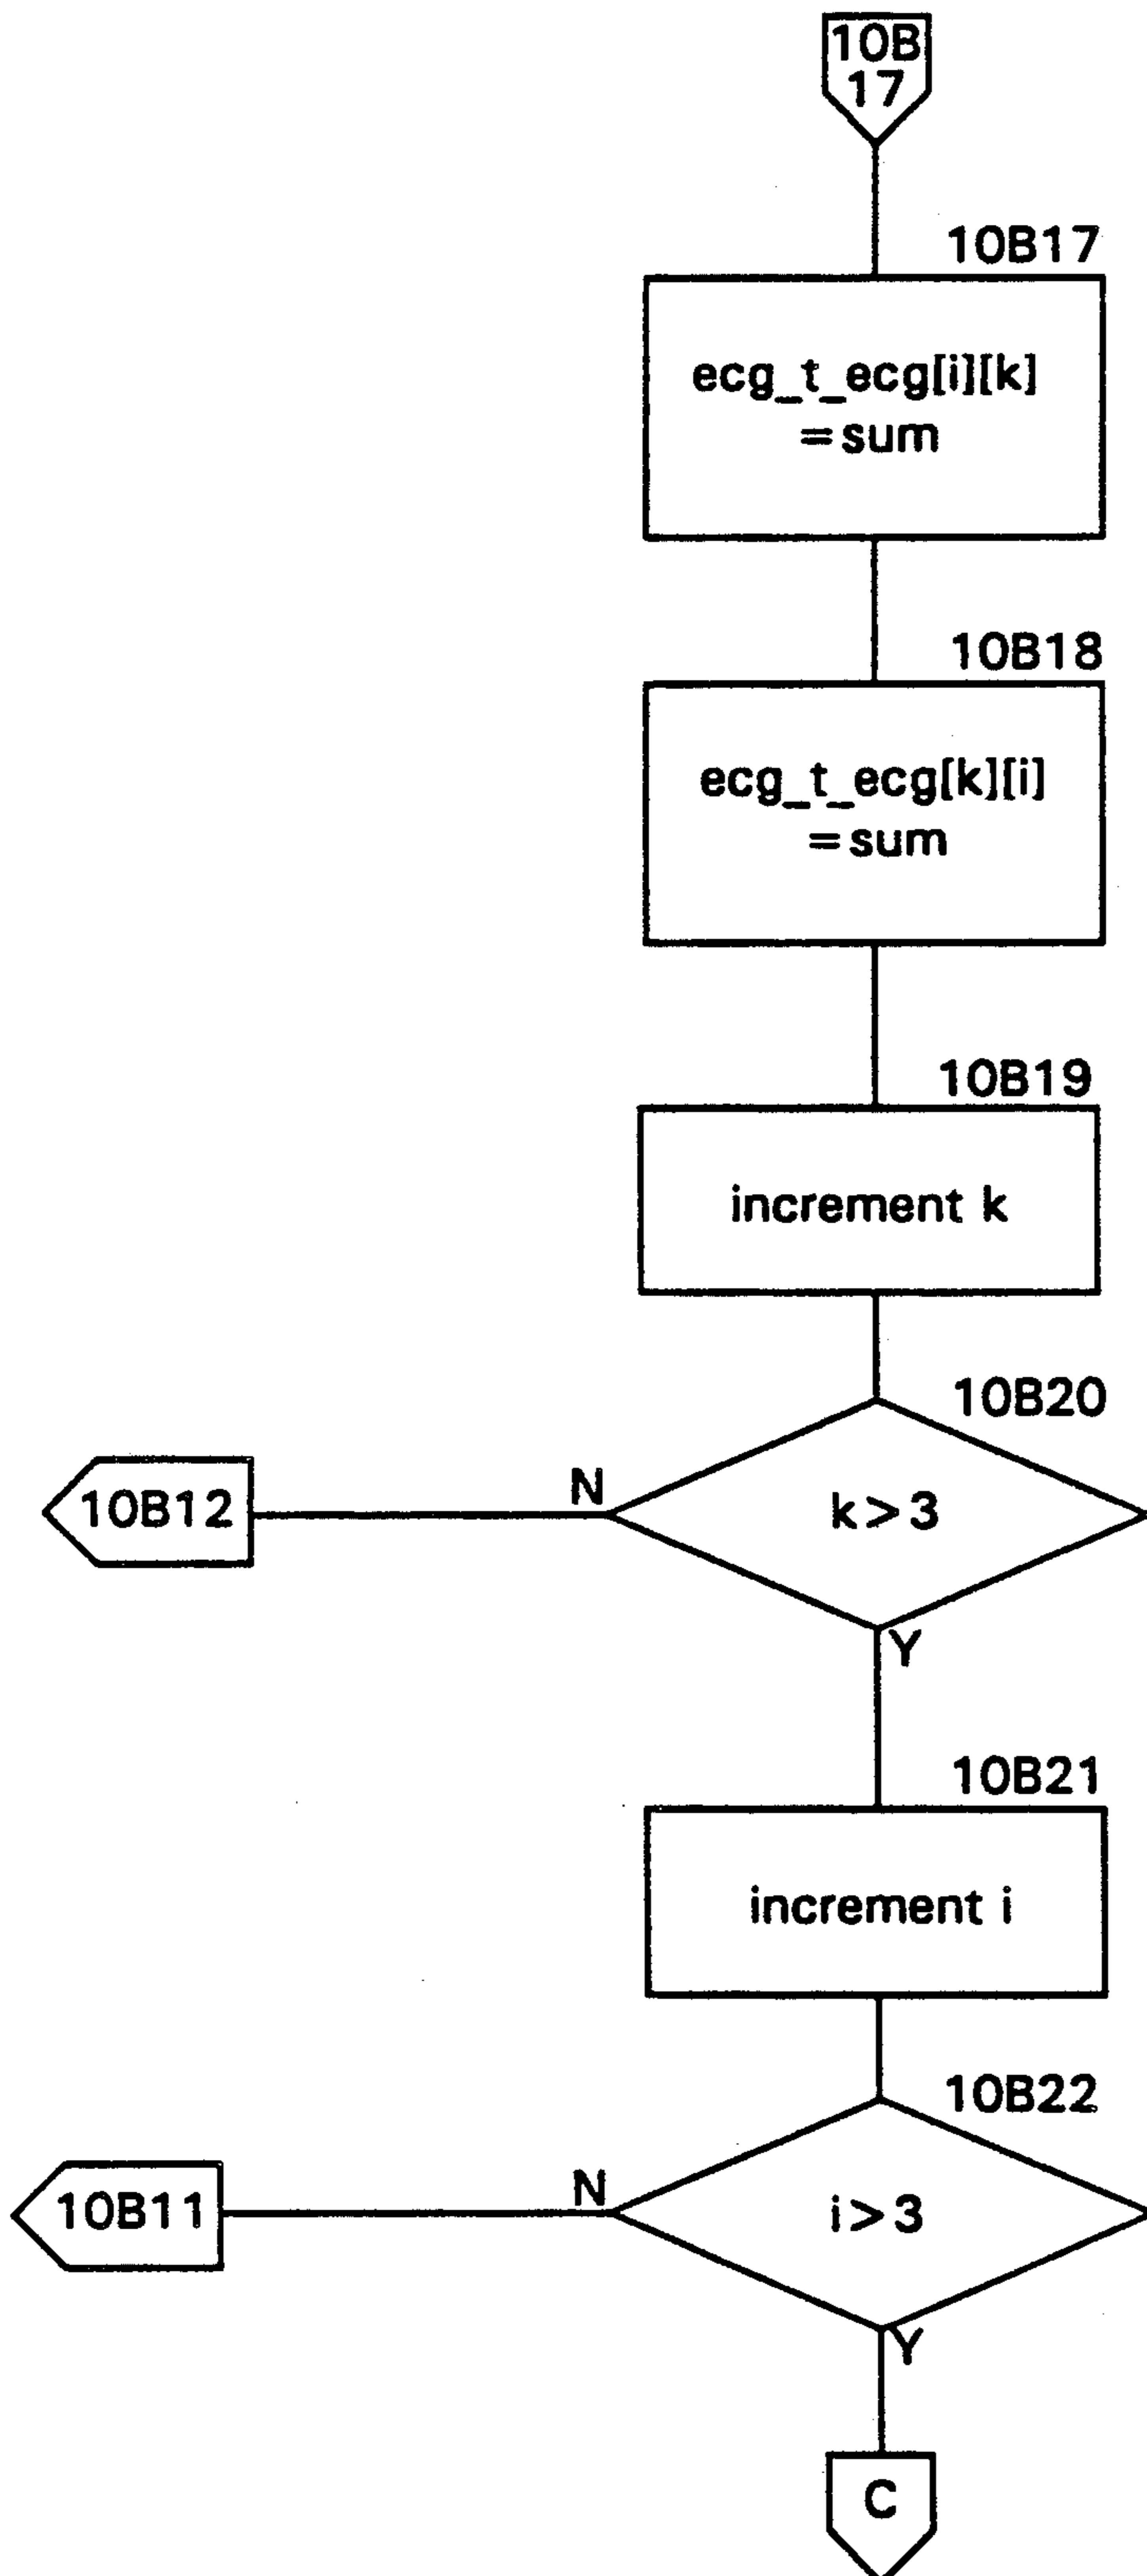 10B
17
10B17
ecg_t_ecg[i][k]
=sum
10B18
ecg_t_ecg[k][i]
=sum
10B19
increment k
10B20
10B12
N
k>3
Y
10B21
increment i
10B22
10B11
N
i>3
Y
C